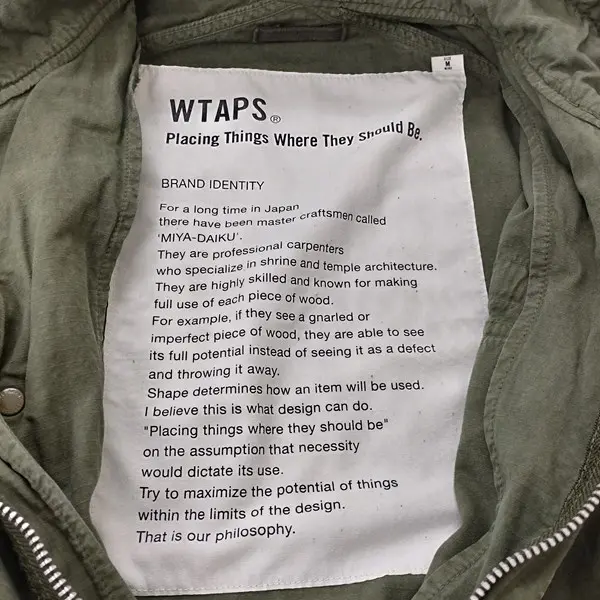 M
WTAPS®
Placing Things Where They Should Be.
BRAND IDENTITY
For a long time in Japan
there have been master craftsmen called
'MIYA-DAIKU'.
They are professional carpenters
who specialize in shrine and temple architecture.
They are highly skilled and known for making
full use of each piece of wood.
For example, if they see a gnarled or
imperfect piece of wood, they are able to see
its full potential instead of seeing it as a defect
and throwing it away.
Shape determines how an item will be used.
I believe this is what design can do.
"Placing things where they should be"
on the assumption that necessity
would dictate its use.
Try to maximize the potential of things
within the limits of the design.
That is our philosophy.